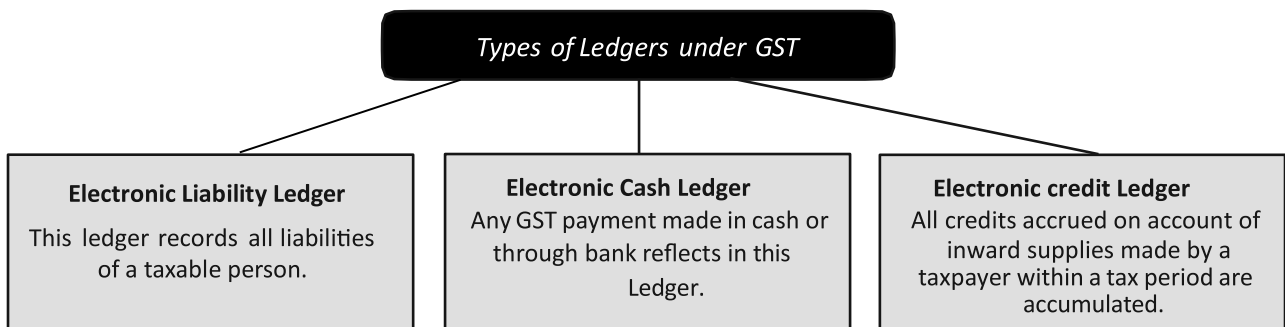 Types of Ledgers under GST
Electronic Liability Ledger
This ledger records all liabilities
of a taxable person.
Electronic Cash Ledger
Any GST payment made in cash or
through bank reflects in this
Ledger.
Electronic credit Ledger
All credits accrued on account of
inward supplies made by a
taxpayer within a tax period are
accumulated.